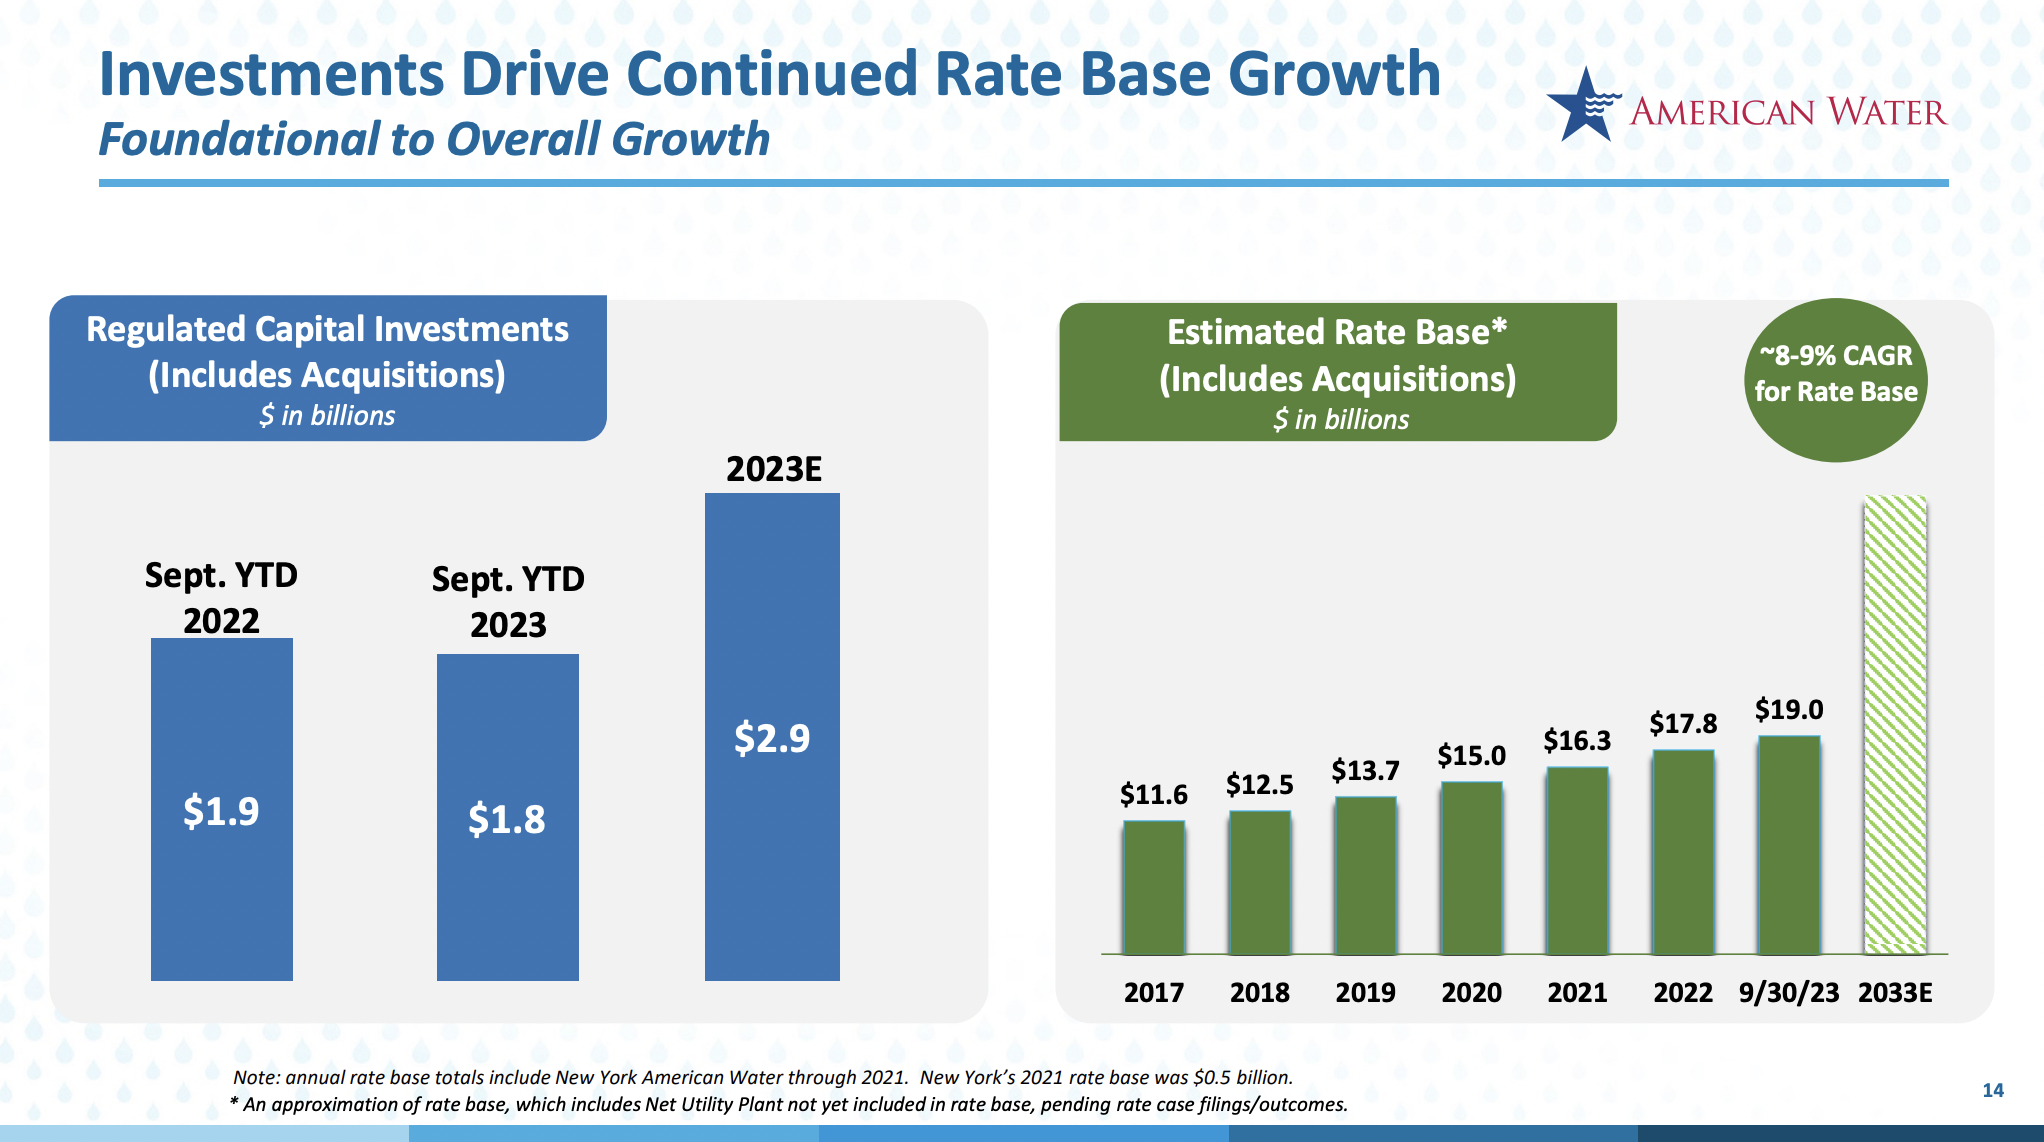 Investments Drive Continued Rate Base Growth
Foundational to Overall Growth
AMERICAN WATER
Regulated Capital Investments
(Includes Acquisitions)
$ in billions
2023E
Sept. YTD
2022
Sept. YTD
2023
$1.9
$1.8
$2.9
Estimated Rate Base*
(Includes Acquisitions)
$ in billions
~8-9% CAGR
for Rate Base
$11.6
$12.5
$13.7
$15.0
$16.3
$17.8
$19.0
2017 2018 2019 2020 2021 2022 9/30/23 2033E
Note: annual rate base totals include New York American Water through 2021.  New York’s 2021 rate base was $0.5 billion.
* An approximation of rate base, which includes Net Utility Plant not yet included in rate base, pending rate case filings/outcomes.
14